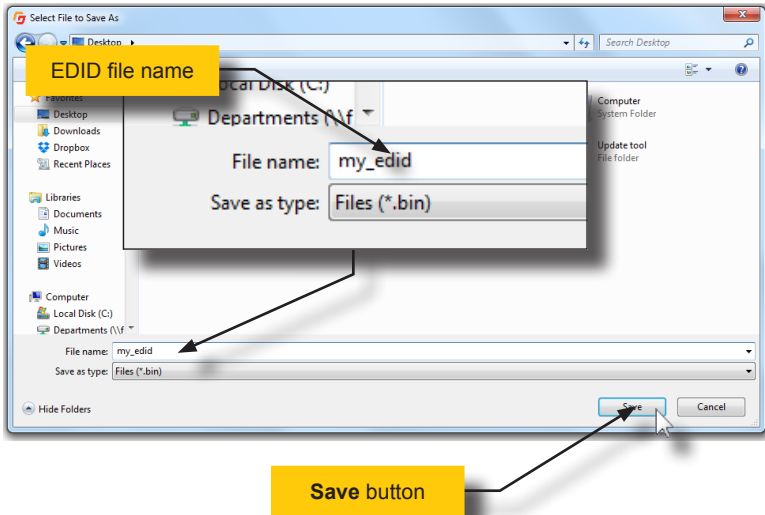 Select File to Save As
Desktop
Search Desktop
EDID file name
Favorites
Desktop
Downloads
Dropbox
Recent Places
Libraries
Documents
Music
Pictures
Videos
Computer
Local Disk (C:)
Departments (\\f
Local Disk (C:)
Departments (\\f
File name: my_edid
Save as type: Files (*.bin)
Computer
System Folder
Update tool
File folder
File name: my_edid
Save as type: Files (*.bin)
Hide Folders
Save
Cancel
Save button